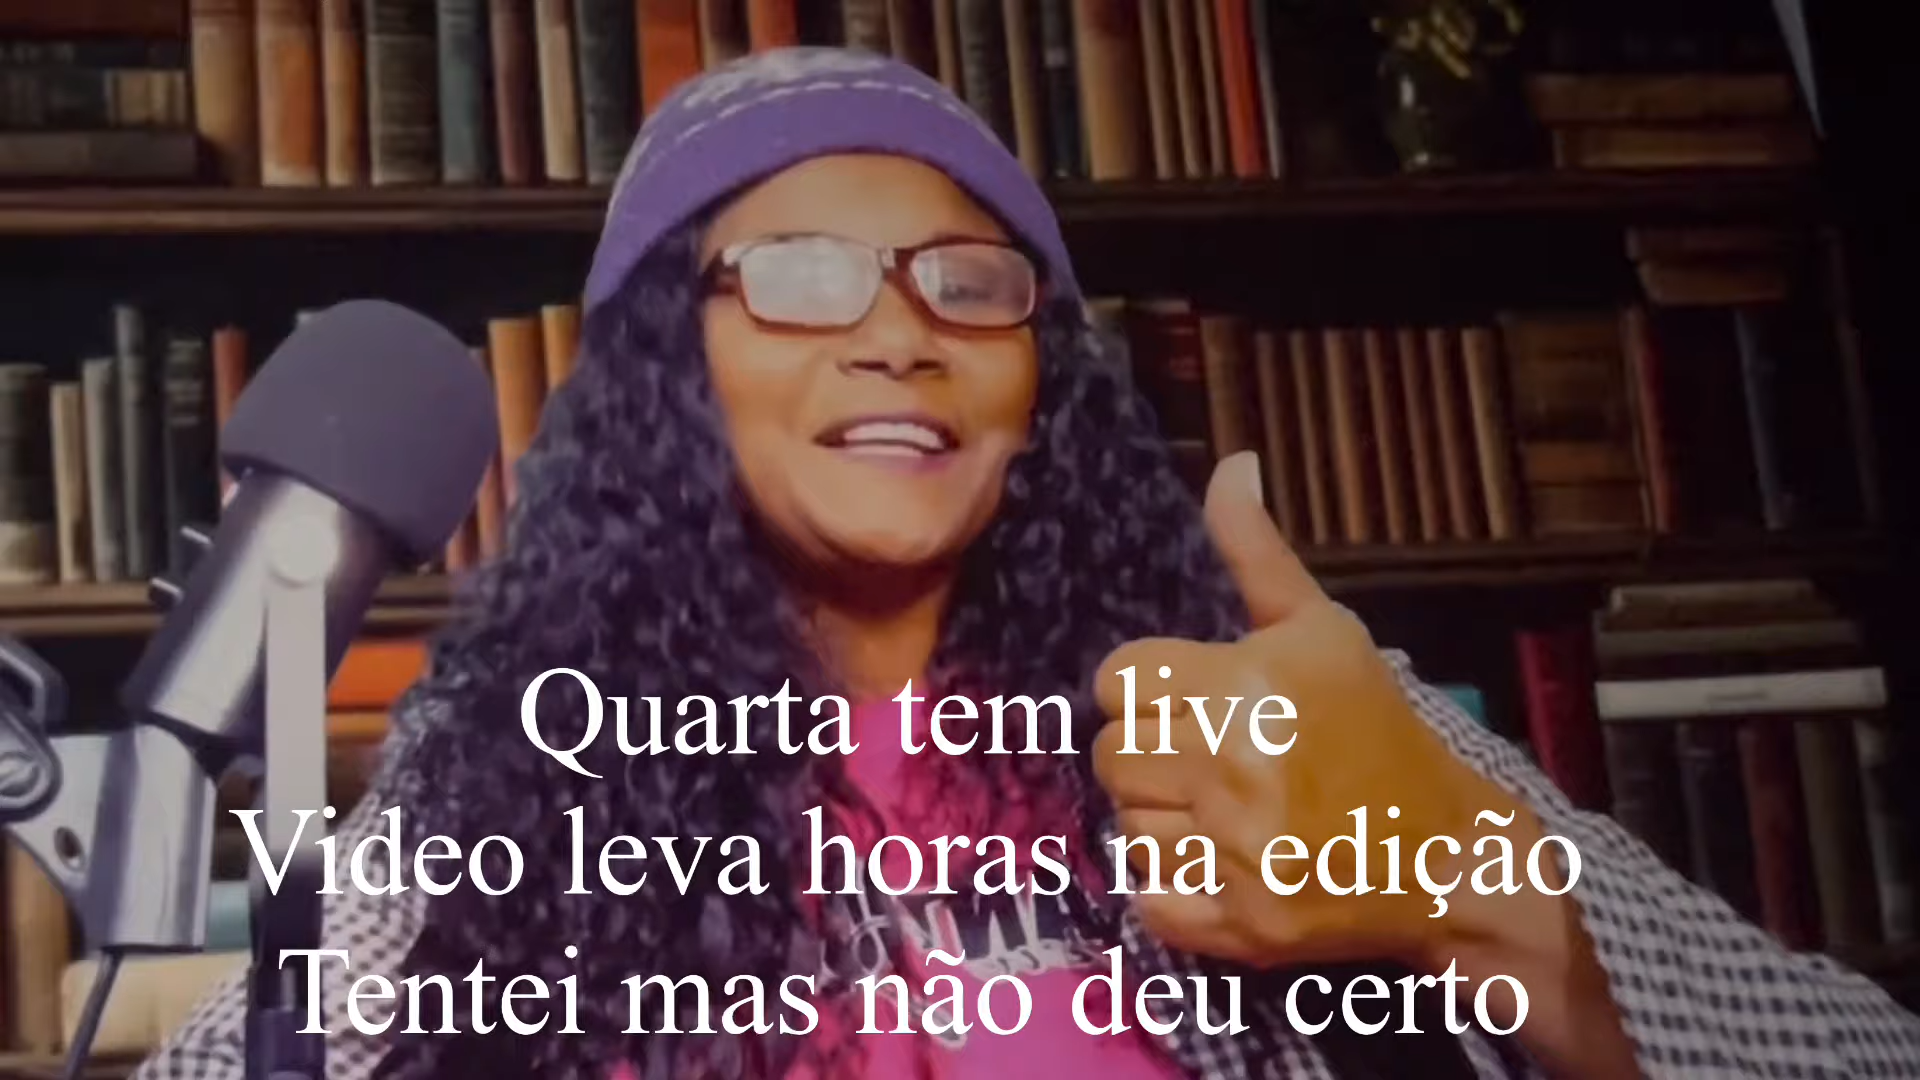 Quarta tem live
Video leva horas na edição
Tentei mas não deu certo